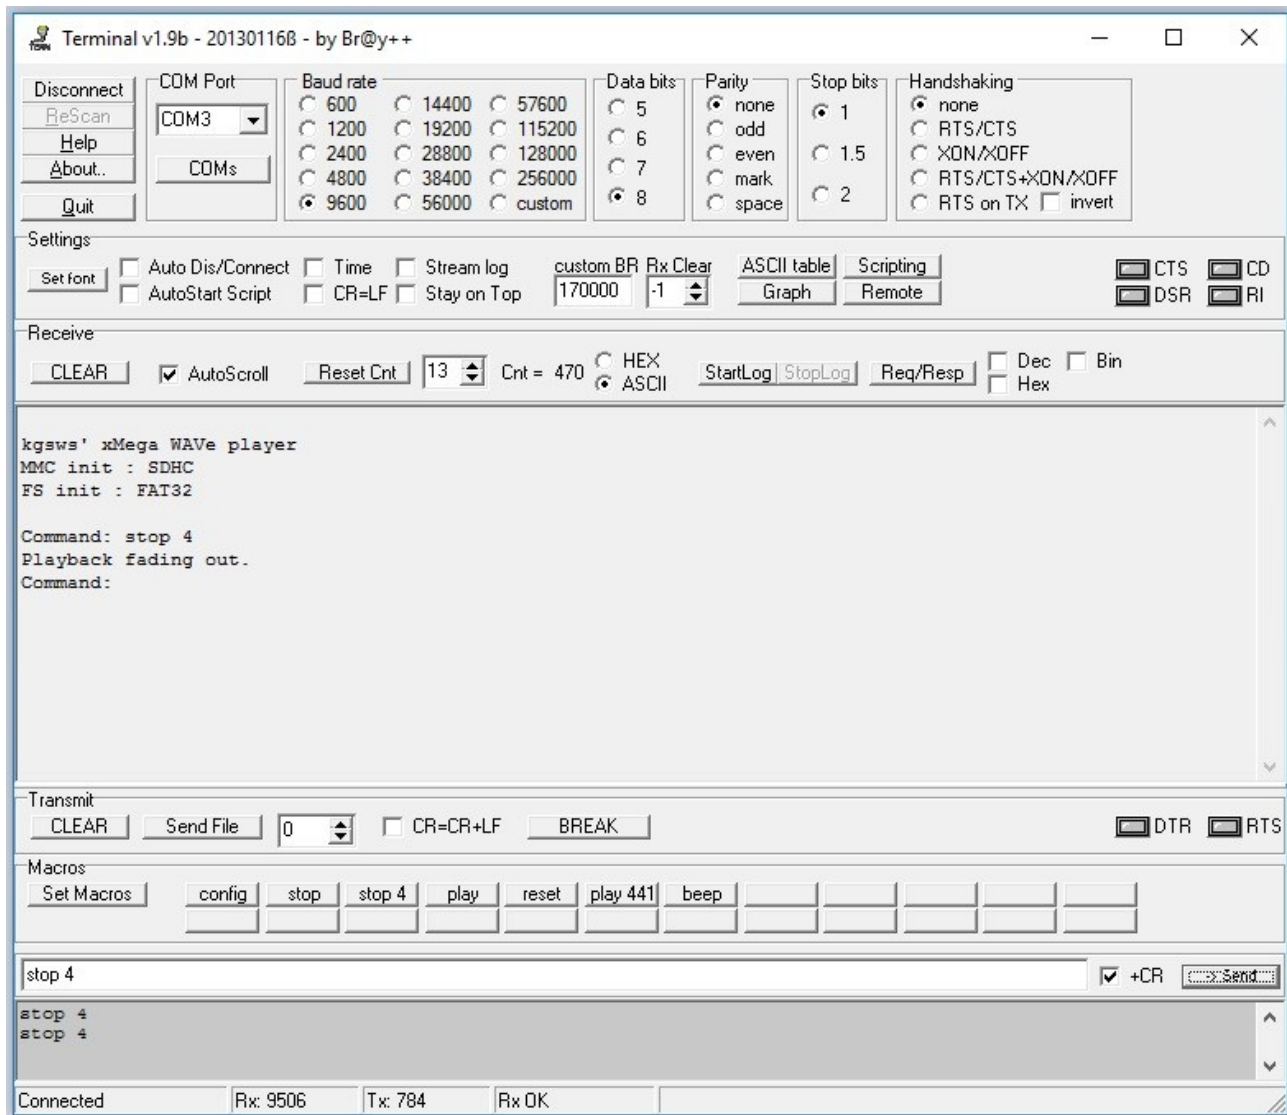 Terminal v1.9b - 20130116ß - by Br@y++
Disconnect
ReScan
Help
About..
Quit
COM Port
COM3
COMs
Baud rate
600 14400 57600
1200 19200 115200
2400 28800 128000
4800 38400 256000
9600 56000 custom
Data bits
5
6
7
8
Parity
none
odd
even
mark
space
Stop bits
1
1.5
2
Handshaking
none
RTS/CTS
XON/XOFF
RTS/CTS+XON/XOFF
RTS on TX invert
Settings
Set font
Auto Dis/Connect Time Stream log
AutoStart Script CR=LF Stay on Top
custom BR Rx Clear
170000 -1
ASCII table Scripting
Graph Remote
CTS CD
DSR RI
Receive
CLEAR AutoScroll Reset Cnt 13 Cnt = 470
HEX
ASCII
StartLog StopLog Req/Resp
Dec Bin
Hex
kgsws' xMega WAVe player
MMC init : SDHC
FS init : FAT32
Command: stop 4
Playback fading out.
Command:
Transmit
CLEAR Send File 0 CR=CR+LF BREAK DTR RTS
Macros
Set Macros config stop stop 4 play reset play 441 beep
stop 4 +CR -> Send
stop 4
stop 4
Connected Rx: 9506 Tx: 784 Rx OK